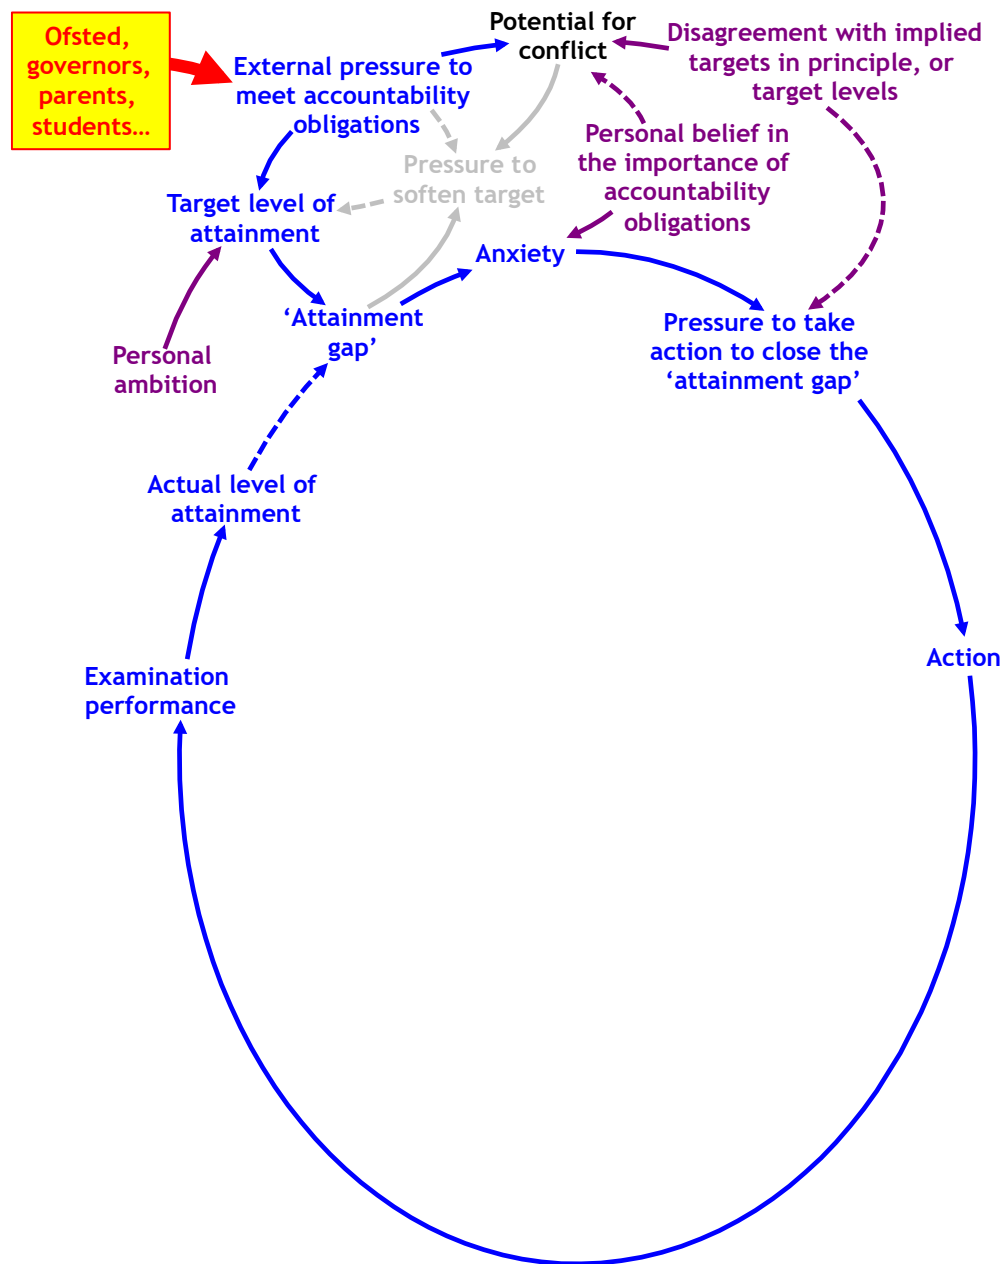 Ofsted,
governors,
parents,
students…
Potential for
conflict
Disagreement with implied
targets in principle, or
target levels
External pressure to
meet accountability
obligations
Personal belief in
the importance of
accountability
obligations
Pressure to
soften target
Target level of
attainment
Anxiety
‘Attainment
gap’
Pressure to take
action to close the
‘attainment gap’
Personal
ambition
Actual level of
attainment
Action
Examination
performance